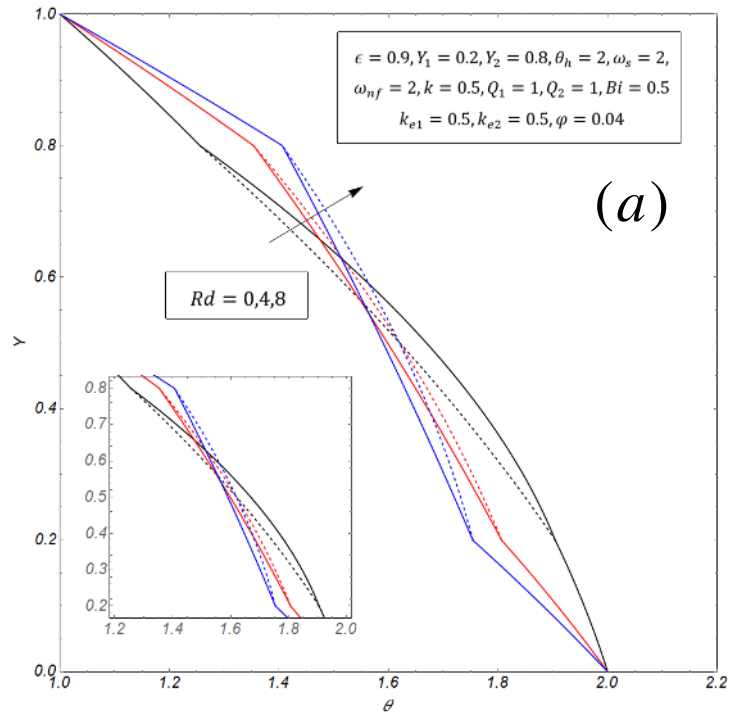 1.0
ϵ = 0.9, Y₁ = 0.2, Y₂ = 0.8, θₕ = 2, ωₛ = 2,
ωₙf = 2, k = 0.5, Q₁ = 1, Q₂ = 1, Bi = 0.5
kₑ₁ = 0.5, kₑ₂ = 0.5, φ = 0.04
0.8
(a)
0.6
Rd = 0,4,8
Y
0.4
0.8
0.7
0.6
0.5
0.4
0.3
0.2
1.2 1.4 1.6 1.8 2.0
0.2
0.0
1.0 1.2 1.4 1.6 1.8 2.0 2.2
θ